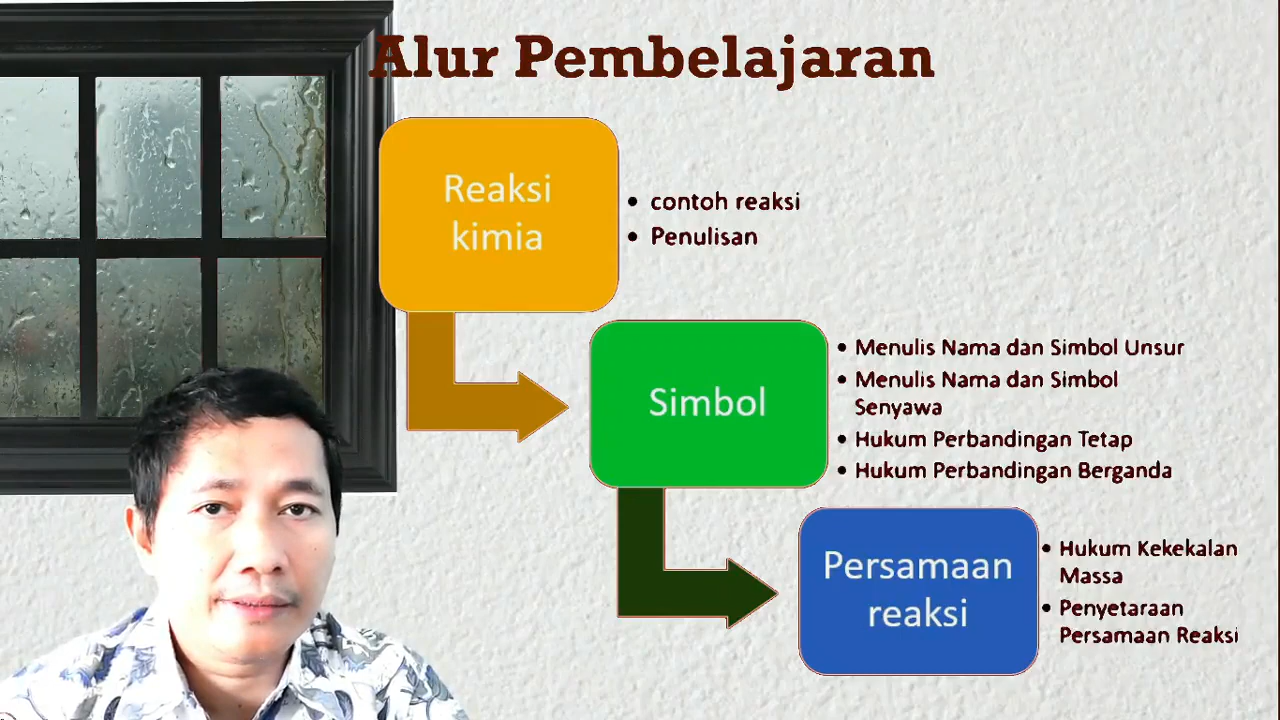 Alur Pembelajaran
Reaksi
kimia
• contoh reaksi
• Penulisan
Simbol
• Menulis Nama dan Simbol Unsur
• Menulis Nama dan Simbol
Senyawa
• Hukum Perbandingan Tetap
• Hukum Perbandingan Berganda
Persamaan
reaksi
• Hukum Kekekalan
Massa
• Penyetaraan
Persamaan Reaksi